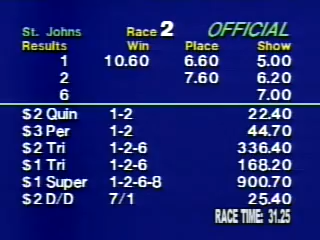 St. Johns Race 2 OFFICIAL
Results Win Place Show
1 10.60 6.60 5.00
2 7.60 6.20
6 7.00
$2 Quin 1-2 22.40
$3 Per 1-2 44.70
$2 Tri 1-2-6 336.40
$1 Tri 1-2-6 168.20
$1 Super 1-2-6-8 900.70
$2 D/D 7/1 25.40
RACE TIME: 31.25